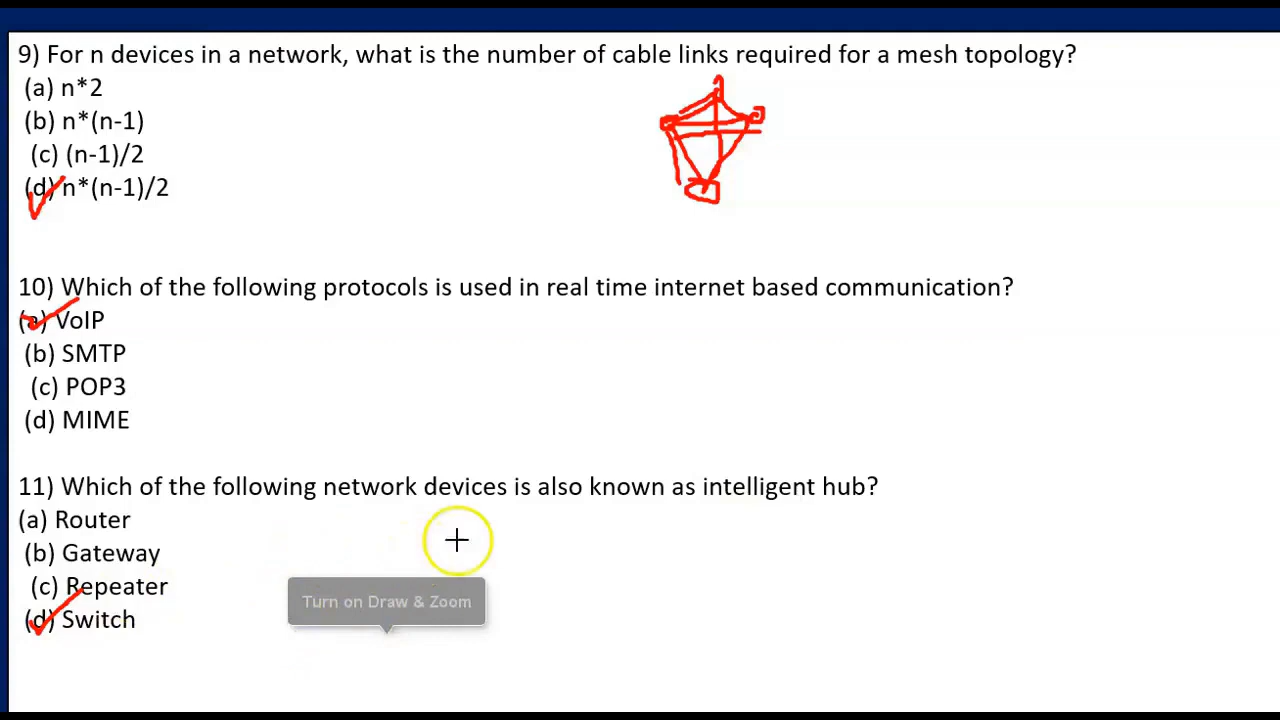 9) For n devices in a network, what is the number of cable links required for a mesh topology?
(a) n*2
(b) n*(n-1)
(c) (n-1)/2
(d) n*(n-1)/2
10) Which of the following protocols is used in real time internet based communication?
(a) VoIP
(b) SMTP
(c) POP3
(d) MIME
11) Which of the following network devices is also known as intelligent hub?
(a) Router
(b) Gateway
(c) Repeater
(d) Switch
Turn on Draw & Zoom